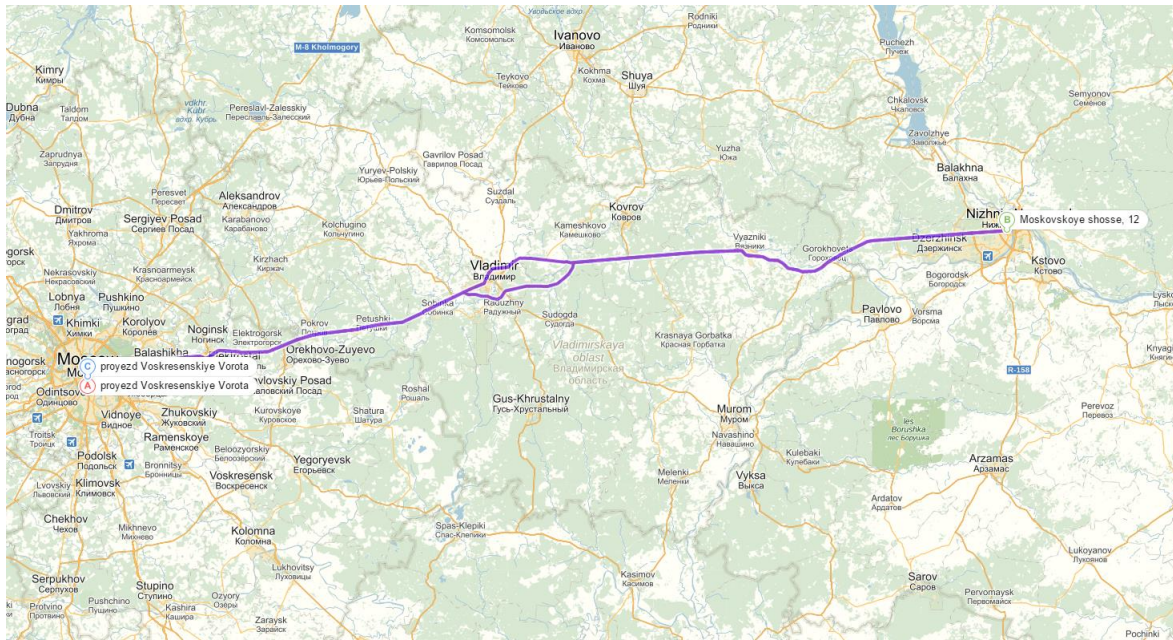 Ivanovo
Иваново
Komsomolsk
Комсомольск
Rodniki
Родники
Puchezh
Пучеж
M-8 Kholmogory
Kimry
Кимры
Teykovo
Тейково
Kokhma
Кохма
Shuya
Шуя
Semyonov
Семенов
Dubna
Дубна
Taldom
Талдом
Pereslavl-Zalessky
Переславль-Залесский
Chkalovsk
Чкаловск
Zavolzhye
Заволжье
Zaprudnya
Запрудня
Gavrilov Posad
Гаврилов Посад
Yuzha
Южа
Balakhna
Балахна
Yuryev-Polskiy
Юрьев-Польский
Peresvet
Пересвет
Aleksandrov
Александров
Suzdal
Суздаль
Dmitrov
Дмитров
Sergiyev Posad
Сергиев Посад
Karabanovo
Карабаново
Kolchugino
Кольчугино
Kameshkovo
Камешково
Kovrov
Ковров
B
Moskovskoye shosse, 12
Yakhroma
Яхрома
Vyazniki
Вязники
Gorokhovets
Dzerzhinsk
Дзержинск
Krasnoarmeysk
Красноармейск
Kirzhach
Киржач
Vladimir
Владимир
Bogorodsk
Богородск
Kstovo
Кстово
Nekrasovsky
Некрасовский
Lobnya
Лобня
Pushkino
Пушкино
Raduzhny
Радужный
Sudogda
Судогда
Pavlovo
Павлово
Vorsma
Ворсма
Khimki
Химки
Korolyov
Королёв
Noginsk
Ногинск
Elektrogorsk
Электрогорск
Pokrov
Petushki
Krasnaya Gorbatka
Красная Горбатка
Vladimirskaya
oblast
Владимирская
область
Balashikha
Orekhovo-Zuyevo
Орехово-Зуево
C
proyezd Voskresenskiye Vorota
A
proyezd Voskresenskiye Vorota
R-158
Odintsovo
Одинцово
Roshal
Рошаль
Gus-Khrustalny
Гусь-Хрустальный
Vidnoye
Видное
Zhukovskiy
Жуковский
Kurovskoye
Куровское
Shatura
Шатура
Murom
Муром
Perevoz
Перевоз
Troitsk
Троицк
Ramenskoye
Раменское
Beloozyorskiy
Белоозёрский
Navashino
Навашино
les
Borushka
лес Борушка
Podolsk
Подольск
Bronnitsy
Бронницы
Yegoryevsk
Егорьевск
Kulebaki
Кулебаки
Arzamas
Арзамас
Lvovskiy
Львовский
Klimovsk
Климовск
Voskresensk
Воскресенск
Melenki
Меленки
Vyksa
Выкса
Ardatov
Ардатов
Chekhov
Чехов
Mikhnevo
Михнево
Kolomna
Коломна
Spas-Klepiki
Спас-Клепики
Lukoyanov
Лукоянов
Serpukhov
Серпухов
Stupino
Ступино
Lukhovitsy
Луховицы
Kasimov
Касимов
Sarov
Саров
Protvino
Протвино
Pushchino
Пущино
Kashira
Кашира
Ozyory
Озёры
Pervomaysk
Первомайск
Zaraysk
Зарайск
Pochinki